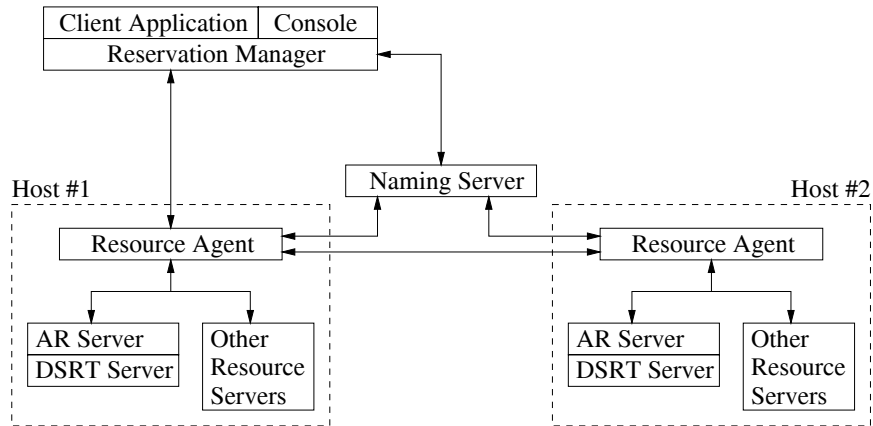 Client Application
Console
Reservation Manager
Naming Server
Host #1
Host #2
Resource Agent
Resource Agent
AR Server
DSRT Server
Other
Resource
Servers
AR Server
DSRT Server
Other
Resource
Servers